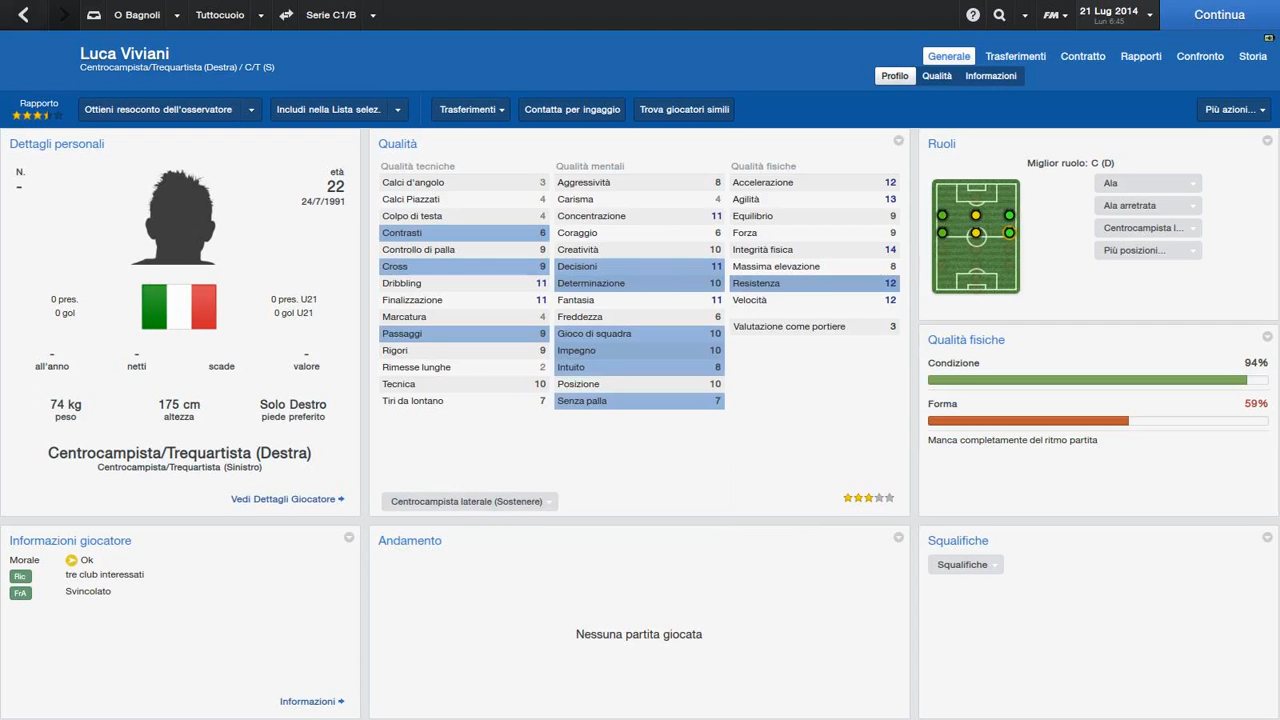 O Bagnoli
Tuttocuoio
Serie C1/B
FM
21 Lug 2014
Lun 6:45
Continua
Luca Viviani
Centrocampista/Trequartista (Destra) / C/T (S)
Generale
Trasferimenti
Contratto
Rapporti
Confronto
Storia
Profilo
Qualità
Informazioni
Rapporto
Ottieni resoconto dell'osservatore
Includi nella Lista selez.
Trasferimenti
Contatta per ingaggio
Trova giocatori simili
Più azioni...
Dettagli personali
N.
-
età
22
24/7/1991
0 pres.
0 gol
0 pres. U21
0 gol U21
-
all'anno
-
netti
-
scade
-
valore
74 kg
peso
175 cm
altezza
Solo Destro
piede preferito
Centrocampista/Trequartista (Destra)
Centrocampista/Trequartista (Sinistro)
Vedi Dettagli Giocatore
Qualità
Qualità tecniche
Calci d'angolo 3
Calci Piazzati 4
Colpo di testa 4
Contrasti 6
Controllo di palla 9
Cross 9
Dribbling 11
Finalizzazione 11
Marcatura 4
Passaggi 9
Rigori 9
Rimesse lunghe 2
Tecnica 10
Tiri da lontano 7
Qualità mentali
Aggressività 8
Carisma 4
Concentrazione 11
Coraggio 6
Creatività 10
Decisioni 11
Determinazione 10
Fantasia 11
Freddezza 6
Gioco di squadra 10
Impegno 10
Intuito 8
Posizione 10
Senza palla 7
Qualità fisiche
Accelerazione 12
Agilità 13
Equilibrio 9
Forza 9
Integrità fisica 14
Massima elevazione 8
Resistenza 12
Velocità 12
Valutazione come portiere 3
Centrocampista laterale (Sostenere)
Ruoli
Miglior ruolo: C (D)
Ala
Ala arretrata
Centrocampista l...
Più posizioni...
Qualità fisiche
Condizione 94%
Forma 59%
Manca completamente del ritmo partita
Informazioni giocatore
Morale Ok
Ric tre club interessati
FrA Svincolato
Informazioni
Andamento
Nessuna partita giocata
Squalifiche
Squalifiche